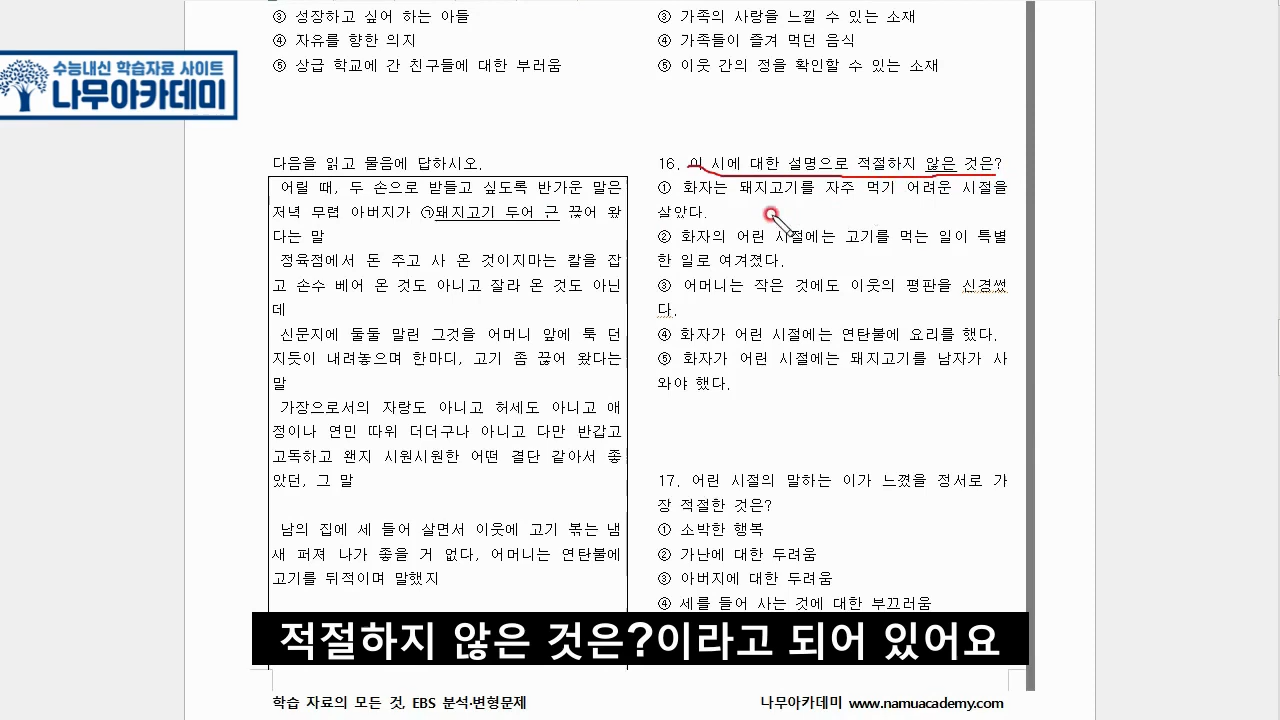 ③ 성장하고 싶어 하는 아들
④ 자유를 향한 의지
⑤ 상급 학교에 간 친구들에 대한 부러움
수능내신 학습자료 사이트
나무아카데미
다음을 읽고 물음에 답하시오.
어릴 때, 두 손으로 받들고 싶도록 반가운 말은
저녁 무렵 아버지가 ㉠돼지고기 두어 근 끊어 왔
다는 말
정육점에서 돈 주고 사 온 것이지마는 칼을 잡
고 손수 베어 온 것도 아니고 잘라 온 것도 아닌
데
신문지에 둘둘 말린 그것을 어머니 앞에 툭 던
지듯이 내려놓으며 한마디, 고기 좀 끊어 왔다는
말
가장으로서의 자랑도 아니고 허세도 아니고 애
정이나 연민 따위 더더구나 아니고 다만 반갑고
고독하고 왠지 시원시원한 어떤 결단 같아서 좋
았던, 그 말
남의 집에 세 들어 살면서 이웃에 고기 볶는 냄
새 퍼져 나가 좋을 거 없다, 어머니는 연탄불에
고기를 뒤적이며 말했지
③ 가족의 사랑을 느낄 수 있는 소재
④ 가족들이 즐겨 먹던 음식
⑤ 이웃 간의 정을 확인할 수 있는 소재
16. 이 시에 대한 설명으로 적절하지 않은 것은?
① 화자는 돼지고기를 자주 먹기 어려운 시절을
살았다.
② 화자의 어린 시절에는 고기를 먹는 일이 특별
한 일로 여겨졌다.
③ 어머니는 작은 것에도 이웃의 평판을 신경썼
다.
④ 화자가 어린 시절에는 연탄불에 요리를 했다.
⑤ 화자가 어린 시절에는 돼지고기를 남자가 사
와야 했다.
17. 어린 시절의 말하는 이가 느꼈을 정서로 가
장 적절한 것은?
① 소박한 행복
② 가난에 대한 두려움
③ 아버지에 대한 두려움
④ 세를 들어 사는 것에 대한 부끄러움
적절하지 않은 것은?이라고 되어 있어요
학습 자료의 모든 것, EBS 분석·변형문제
나무아카데미 www.namuacademy.com